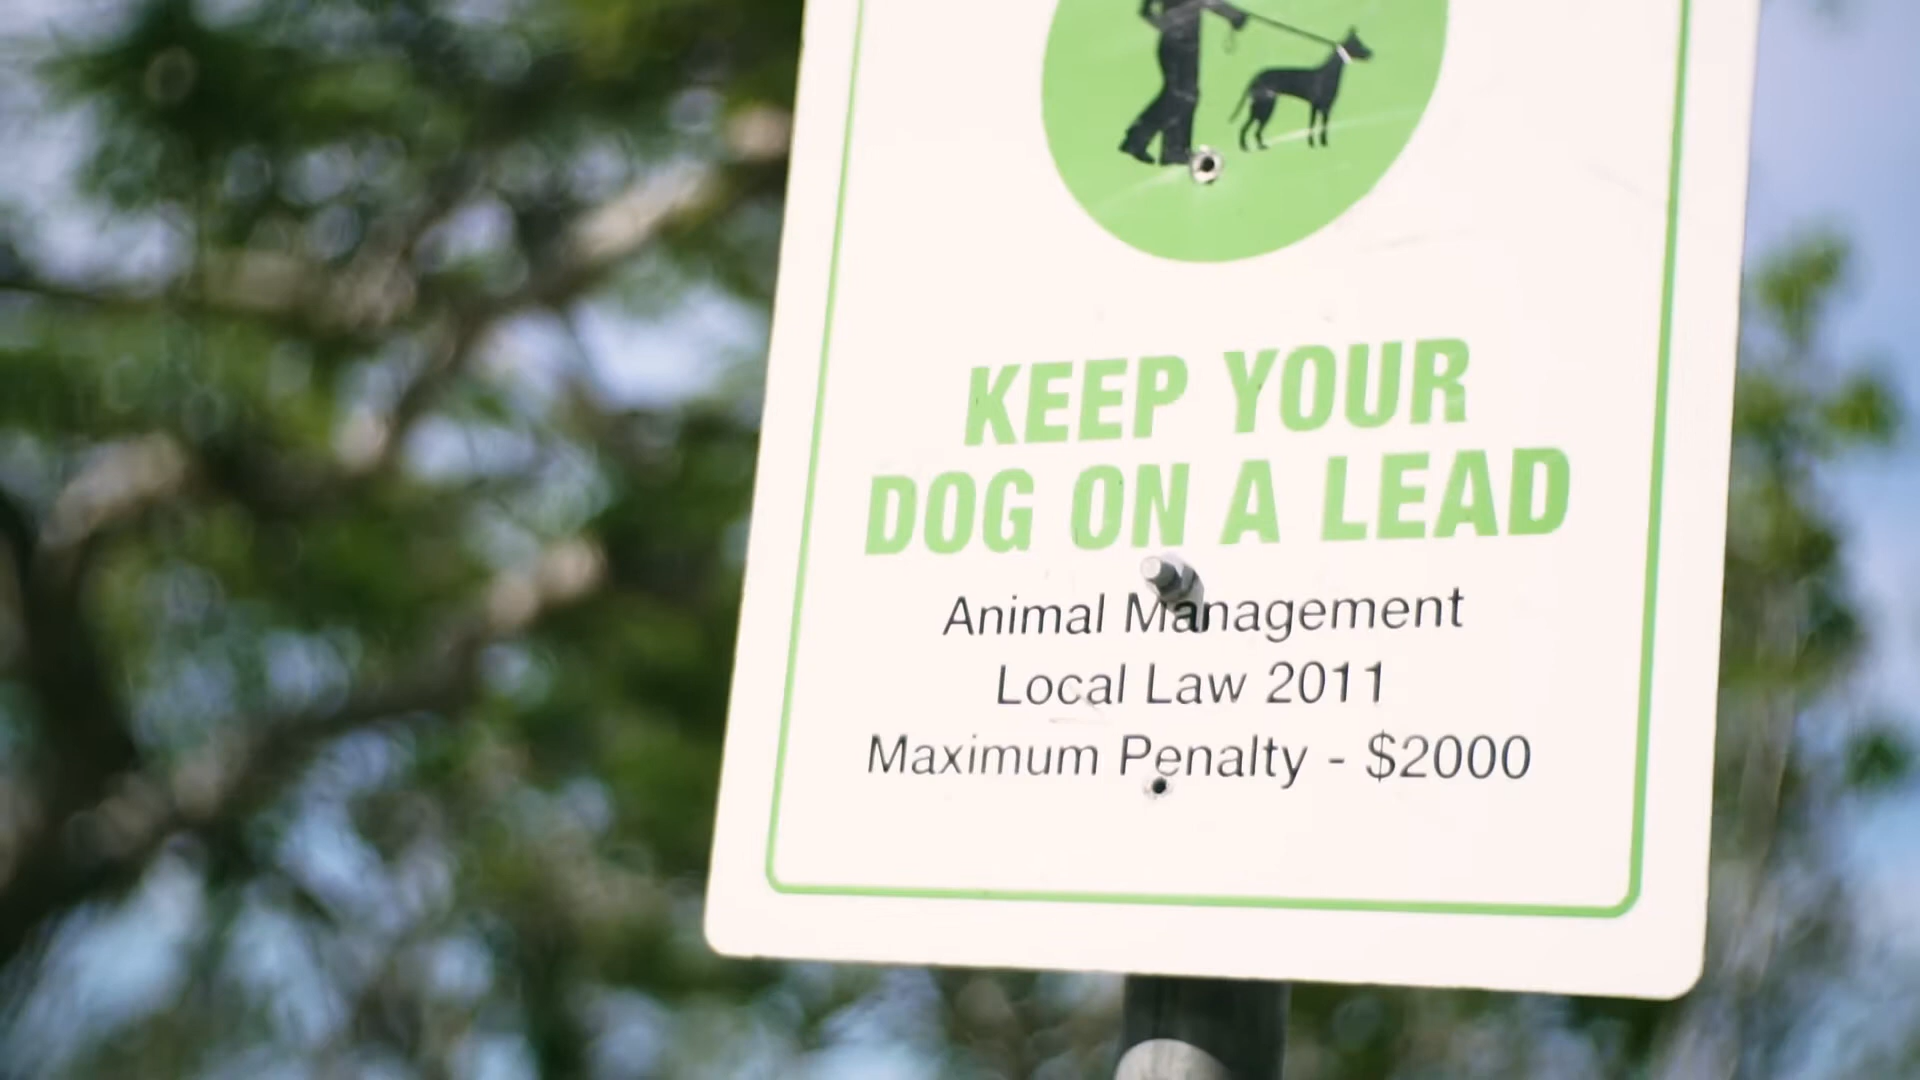 KEEP YOUR
DOG ON A LEAD
Animal Management
Local Law 2011
Maximum Penalty - $2000